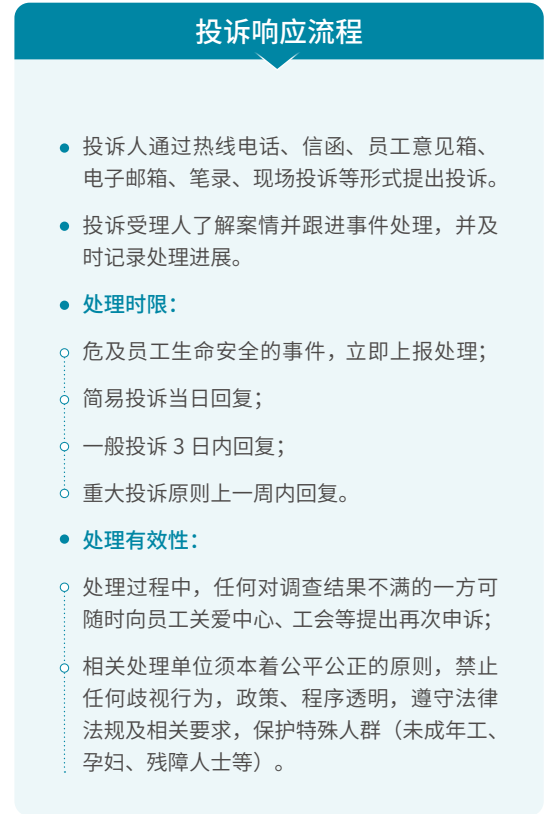 投诉响应流程
投诉人通过热线电话、信函、员工意见箱、
电子邮箱、笔录、现场投诉等形式提出投诉。
投诉受理人了解案情并跟进事件处理，并及
时记录处理进展。
处理时限：
危及员工生命安全的事件，立即上报处理；
简易投诉当日回复；
一般投诉 3 日内回复；
重大投诉原则上一周内回复。
处理有效性：
处理过程中，任何对调查结果不满的一方可
随时向员工关爱中心、工会等提出再次申诉；
相关处理单位须本着公平公正的原则，禁止
任何歧视行为，政策、程序透明，遵守法律
法规及相关要求，保护特殊人群（未成年工、
孕妇、残障人士等）。